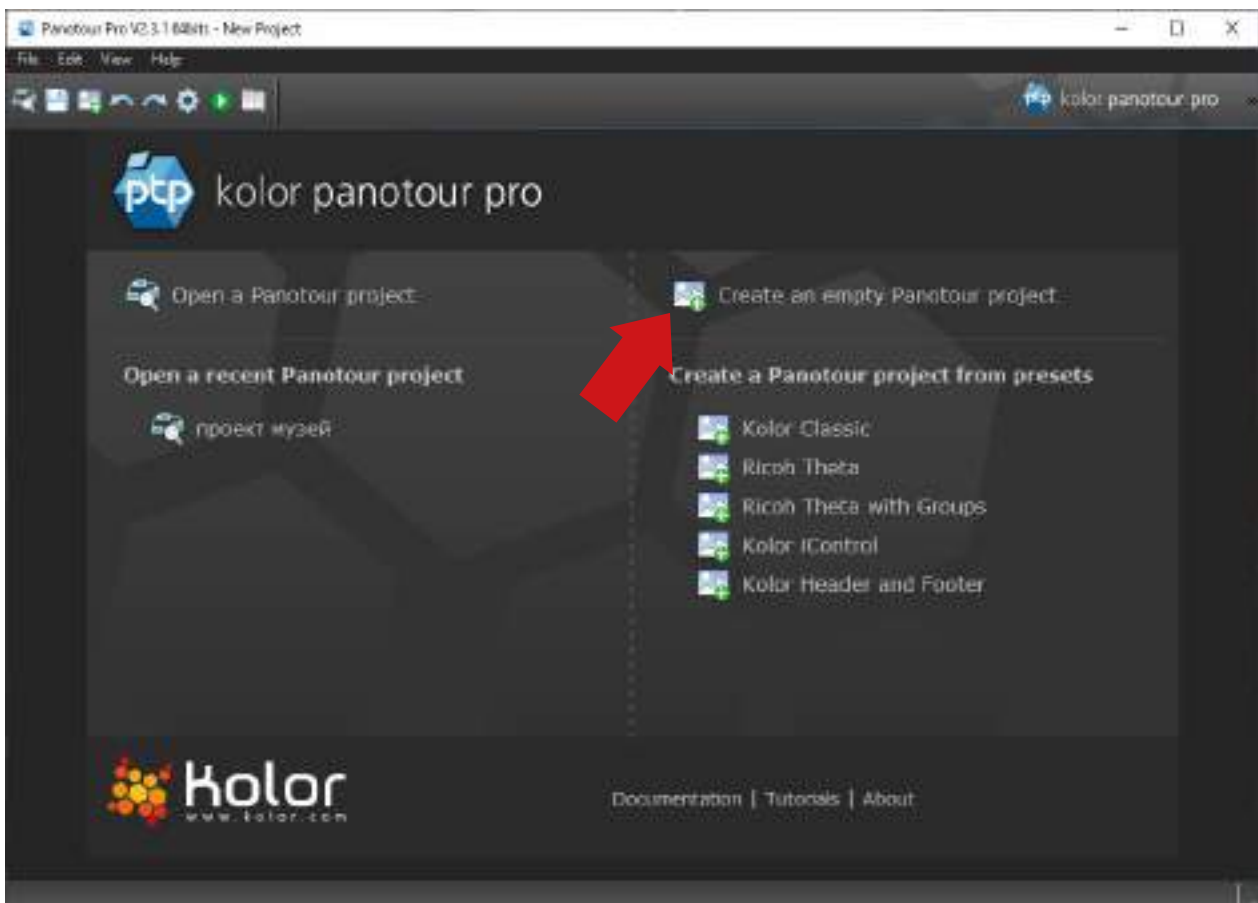 Panotour Pro V2.3.1 64bits - New Project
File Edit View Help
kolor panotour pro
ptp kolor panotour pro
Open a Panotour project
Create an empty Panotour project
Open a recent Panotour project
Create a Panotour project from presets
проект музей
Kolor Classic
Ricoh Theta
Ricoh Theta with Groups
Kolor IControl
Kolor Header and Footer
kolor
www.kolor.com
Documentation | Tutorials | About